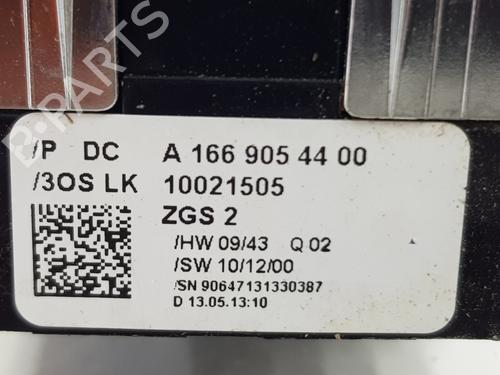 B-PARTS
/P DC A 166 905 44 00
/3OS LK 10021505
ZGS 2
/HW 09/43 Q 02
/SW 10/12/00
/SN 90647131330387
D 13.05.13:10